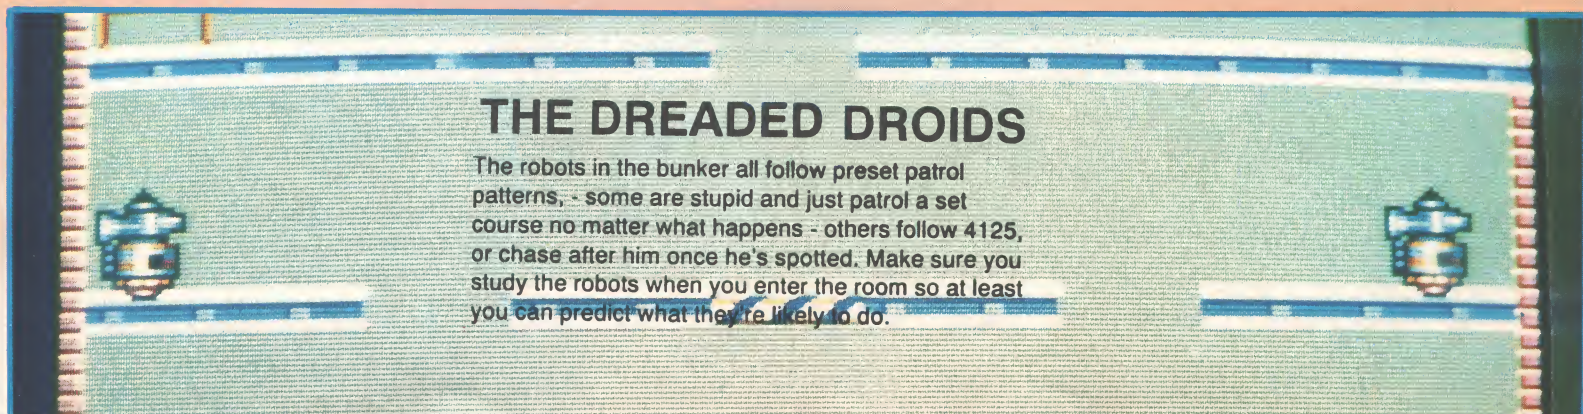 THE DREADED DROIDS
The robots in the bunker all follow preset patrol
patterns, - some are stupid and just patrol a set
course no matter what happens - others follow 4125,
or chase after him once he's spotted. Make sure you
study the robots when you enter the room so at least
you can predict what they're likely to do.